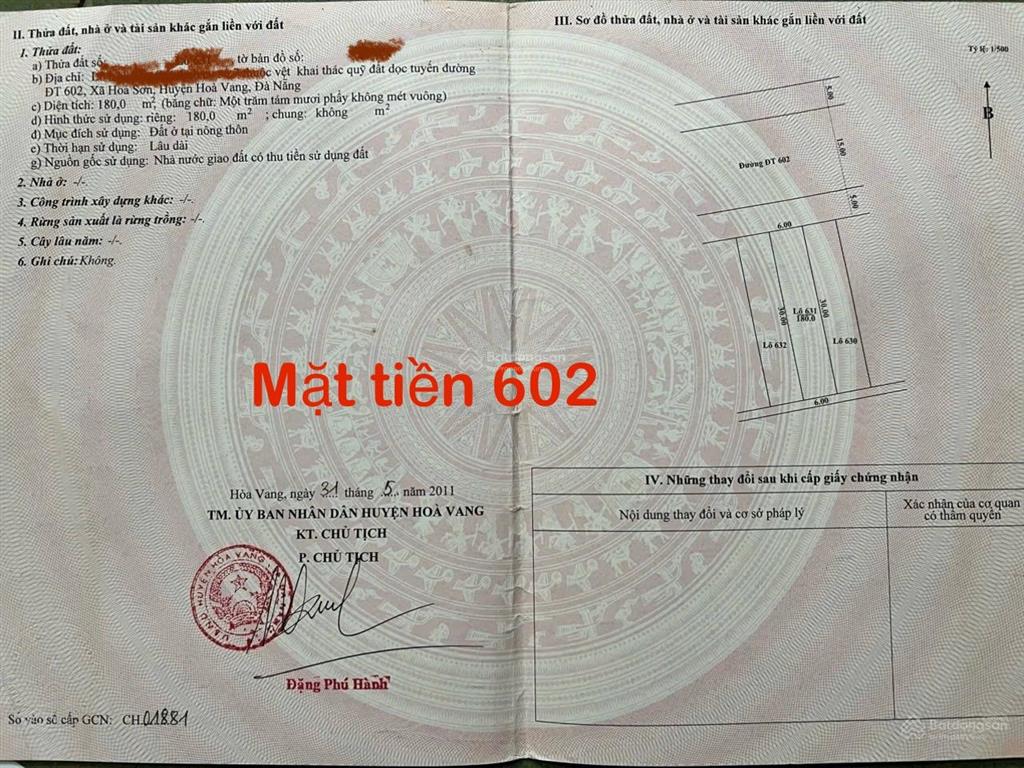 II. Thửa đất, nhà ở và tài sản khác gắn liền với đất
1. Thửa đất:
a) Thửa đất số: tờ bản đồ số:
b) Địa chỉ: thuộc vệt khai thác quỹ đất dọc tuyến đường
ĐT 602, Xã Hoà Sơn, Huyện Hoà Vang, Đà Nẵng
c) Diện tích: 180,0 m², (bằng chữ: Một trăm tám mươi phẩy không mét vuông)
d) Hình thức sử dụng: riêng: 180,0 m² ; chung: không m²
đ) Mục đích sử dụng: Đất ở tại nông thôn
e) Thời hạn sử dụng: Lâu dài
g) Nguồn gốc sử dụng: Nhà nước giao đất có thu tiền sử dụng đất
2. Nhà ở: -/-
3. Công trình xây dựng khác: -/-.
4. Rừng sản xuất là rừng trồng: -/-.
5. Cây lâu năm: -/-.
6. Ghi chú: Không.
Mặt tiền 602
Hòa Vang, ngày 31 tháng 5 năm 2011
TM. ỦY BAN NHÂN DÂN HUYỆN HOÀ VANG
KT. CHỦ TỊCH
P. CHỦ TỊCH
Đặng Phú Hành
Số vào sổ cấp GCN: CH.01881
III. Sơ đồ thửa đất, nhà ở và tài sản khác gắn liền với đất
Tỷ lệ: 1/500
B
5.00
15.00
Đường ĐT 602
5.00
6.00
30.00
30.00
Lô 631
180.0
Lô 632
Lô 630
6.00
IV. Những thay đổi sau khi cấp giấy chứng nhận
Nội dung thay đổi và cơ sở pháp lý
Xác nhận của cơ quan
có thẩm quyền
Batdongsan
Batdongsan